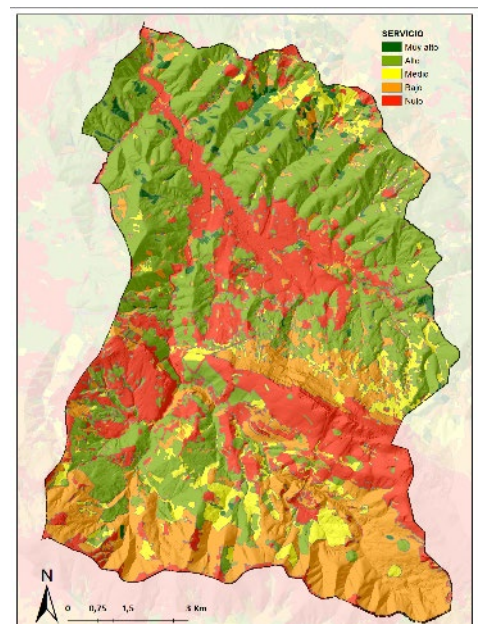 SERVICIO
Muy alto
Alto
Medio
Bajo
Nulo
N
0 0,75 1,5 3 Km